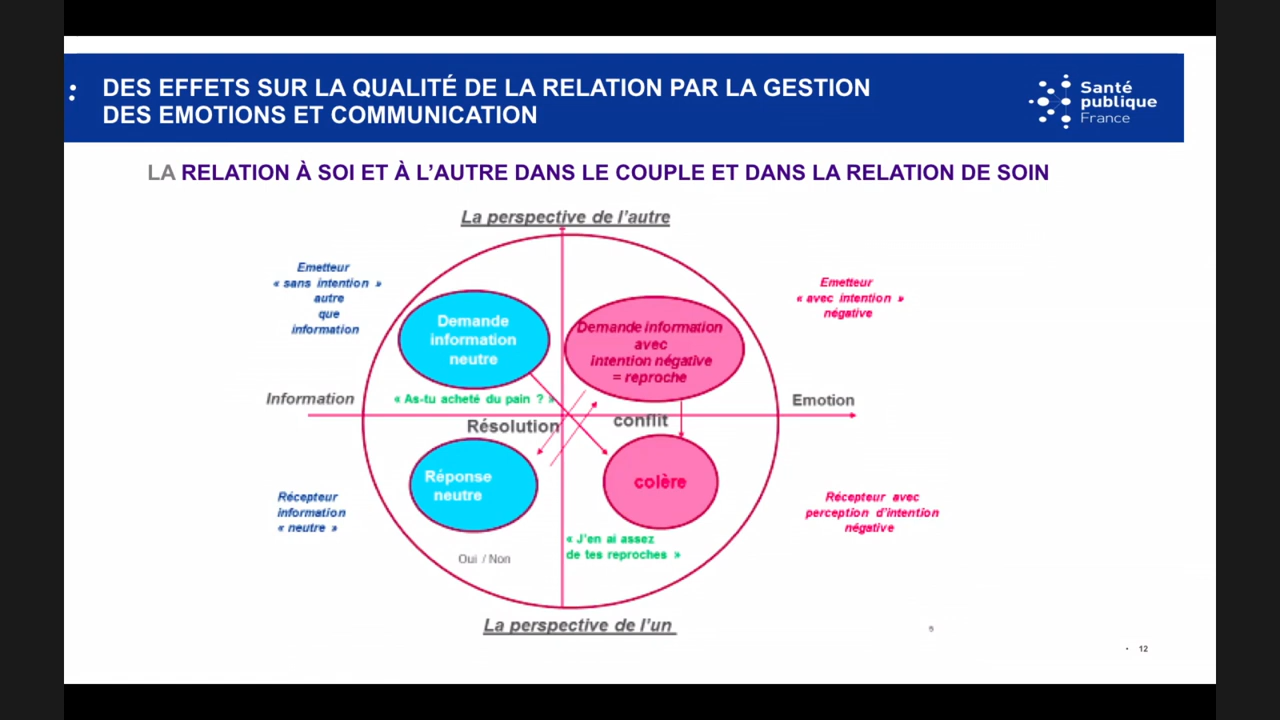 :
DES EFFETS SUR LA QUALITÉ DE LA RELATION PAR LA GESTION
DES EMOTIONS ET COMMUNICATION
Santé
publique
France
LA RELATION À SOI ET À L'AUTRE DANS LE COUPLE ET DANS LA RELATION DE SOIN
La perspective de l'autre
Emetteur
« sans intention »
autre
que
information
Emetteur
« avec intention »
négative
Demande
information
neutre
Demande information
avec
intention négative
= reproche
Information
« As-tu acheté du pain ? »
Emotion
Résolution
conflit
Réponse
neutre
colère
Récepteur
information
« neutre »
Récepteur avec
perception d'intention
négative
« J'en ai assez
de tes reproches »
Oui / Non
La perspective de l'un
• 12